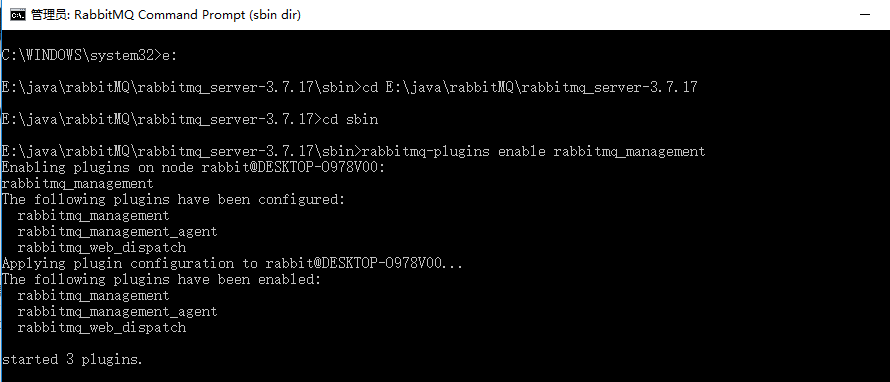 管理员: RabbitMQ Command Prompt (sbin dir)
C:\WINDOWS\system32>e:
E:\java\rabbitMQ\rabbitmq_server-3.7.17\sbin>cd E:\java\rabbitMQ\rabbitmq_server-3.7.17
E:\java\rabbitMQ\rabbitmq_server-3.7.17>cd sbin
E:\java\rabbitMQ\rabbitmq_server-3.7.17\sbin>rabbitmq-plugins enable rabbitmq_management
Enabling plugins on node rabbit@DESKTOP-O978V00:
rabbitmq_management
The following plugins have been configured:
  rabbitmq_management
  rabbitmq_management_agent
  rabbitmq_web_dispatch
Applying plugin configuration to rabbit@DESKTOP-O978V00...
The following plugins have been enabled:
  rabbitmq_management
  rabbitmq_management_agent
  rabbitmq_web_dispatch
started 3 plugins.